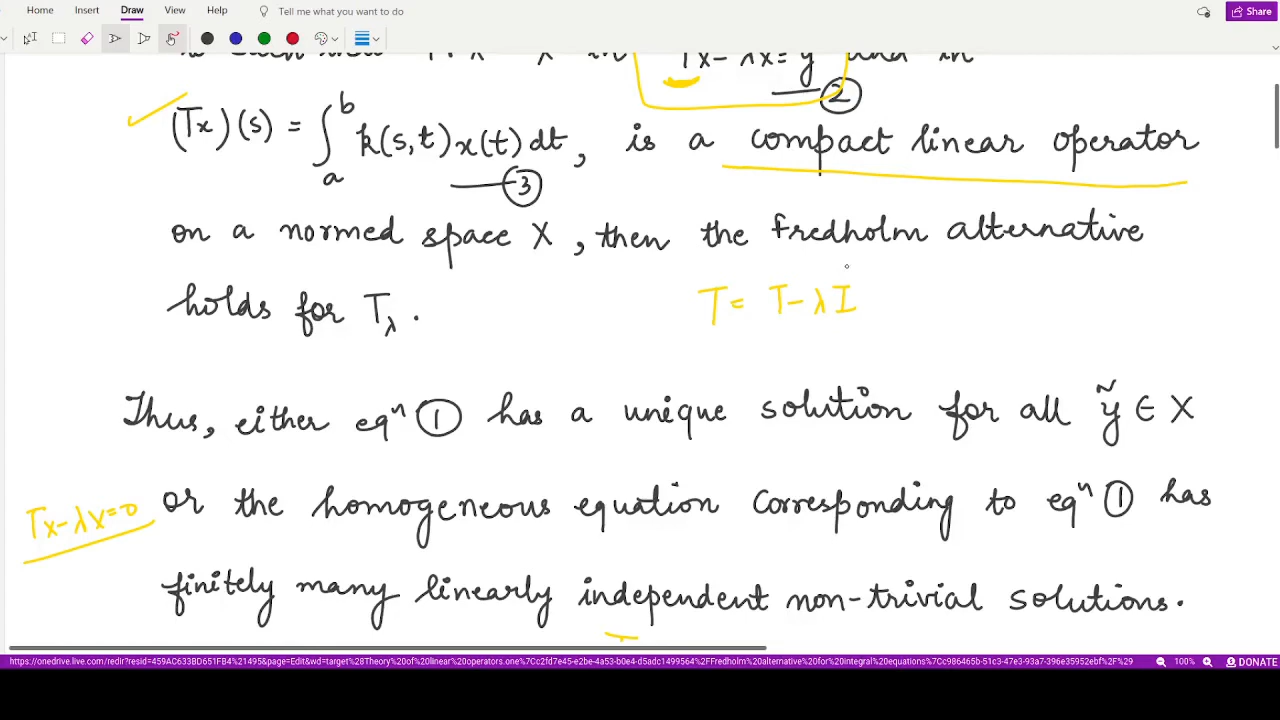 Home Insert Draw View Help Tell me what you want to do Share
Tx - λx = y and in
②
(Tx)(s) = ∫_a^b k(s,t) x(t) dt, is a compact linear operator
③
on a normed space X, then the Fredholm alternative
holds for T_λ.
T = T - λI
Thus, either eqⁿ ① has a unique solution for all ỹ ∈ X
Tx - λx = 0
or the homogeneous equation corresponding to eqⁿ ① has
finitely many linearly independent non-trivial solutions.
100% DONATE